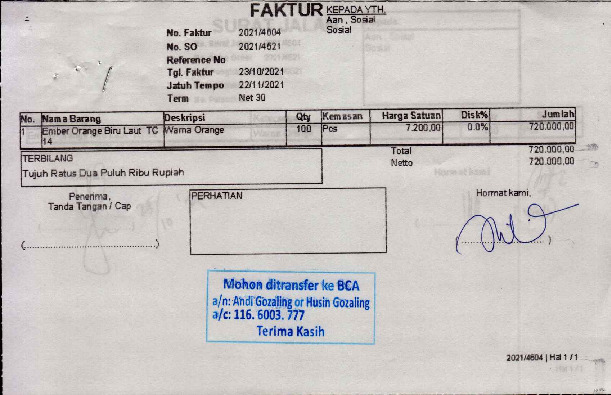 FAKTUR
KEPADA YTH,
Aan , Sosial
Sosial
No. Faktur 2021/4604
No. SO 2021/4621
Reference No
Tgl. Faktur 23/10/2021
Jatuh Tempo 22/11/2021
Term Net 30
No. Nama Barang Deskripsi Qty Kemasan Harga Satuan Disk% Jumlah
1 Ember Orange Biru Laut TC Warna Orange 100 Pcs 7.200,00 0.0% 720.000,00
14
Total 720.000,00
Netto 720.000,00
TERBILANG
Tujuh Ratus Dua Puluh Ribu Rupiah
Penerima,
Tanda Tangan / Cap
(........................................)
PERHATIAN
Hormat kami,
Mohon ditransfer ke BCA
a/n: Andi Gozaling or Husin Gozaling
a/c: 116. 6003. 777
Terima Kasih
2021/4604 | Hal 1 / 1